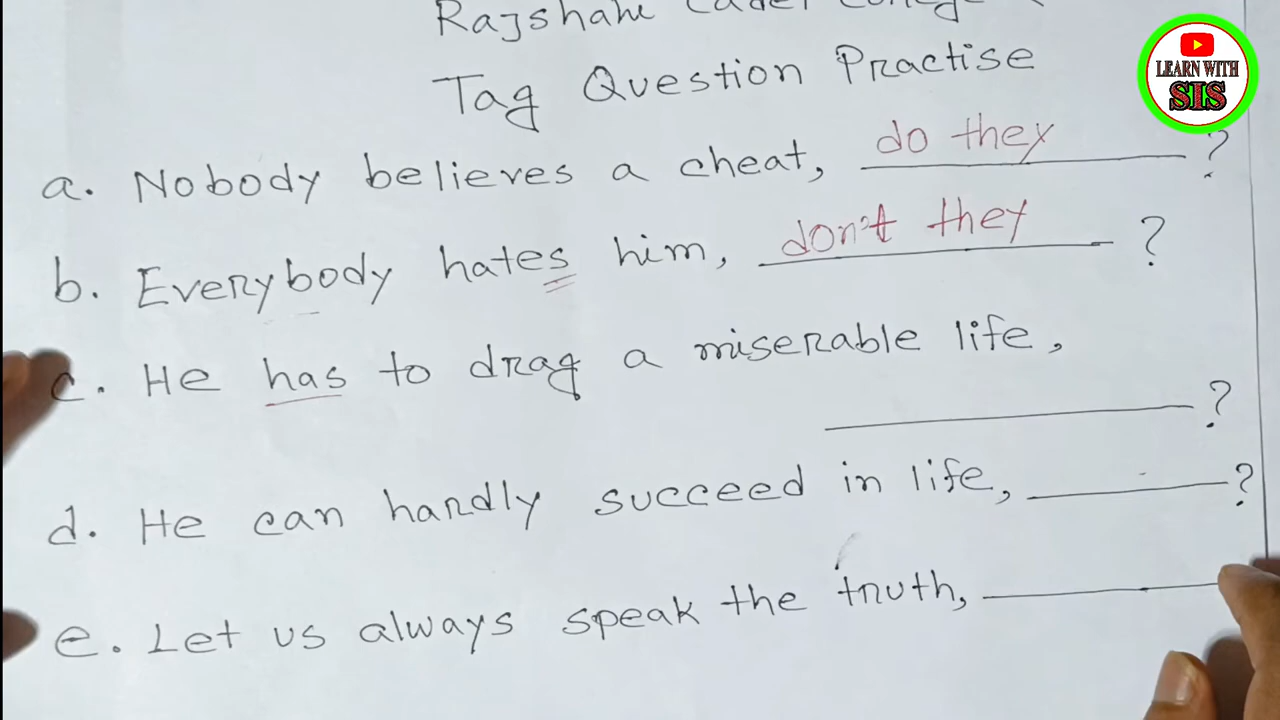 Tag Question Practise
a. Nobody believes a cheat, do they ?
b. Everybody hates him, don't they ?
c. He has to drag a miserable life,
?
d. He can hardly succeed in life, ?
e. Let us always speak the truth,
LEARN WITH
SIS